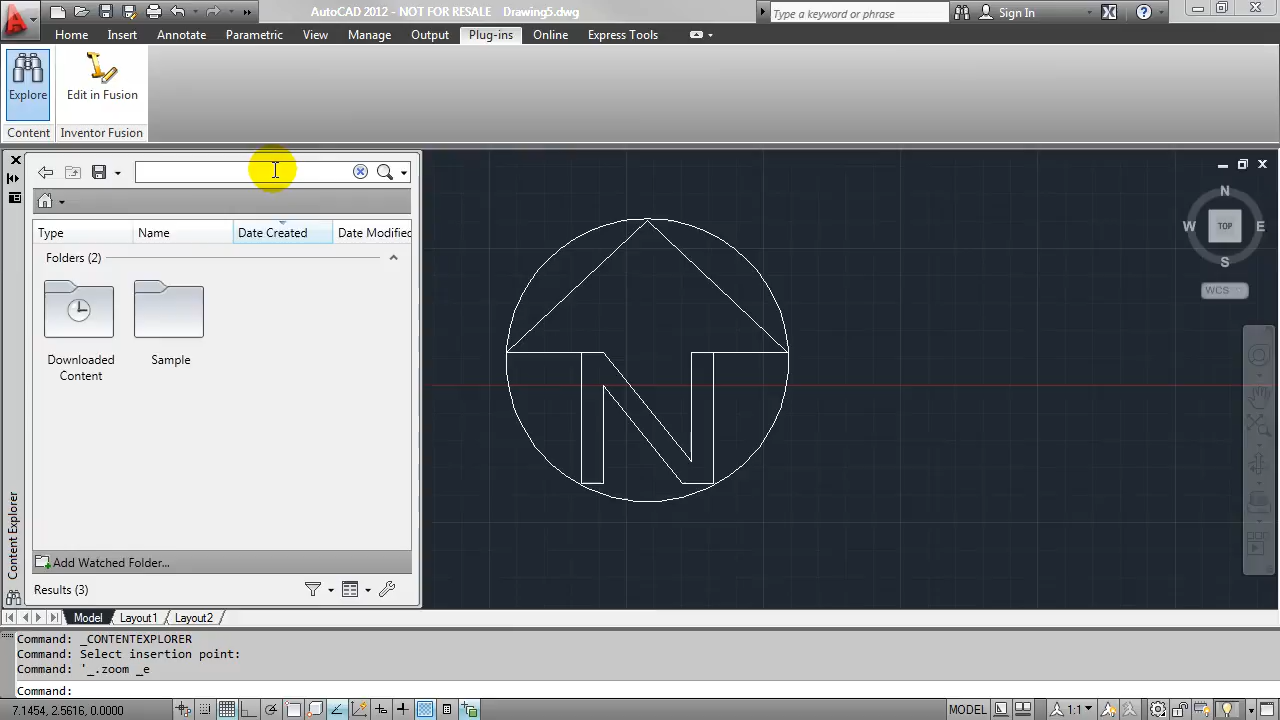 AutoCAD 2012 - NOT FOR RESALE Drawing5.dwg
Type a keyword or phrase
Sign In
Home Insert Annotate Parametric View Manage Output Plug-ins Online Express Tools
Explore
Edit in Fusion
Content
Inventor Fusion
Type Name Date Created Date Modified
Folders (2)
Downloaded
Content
Sample
Add Watched Folder...
Results (3)
Content Explorer
N
N
W
TOP
E
S
WCS
Model Layout1 Layout2
Command: _CONTENTEXPLORER
Command: Select insertion point:
Command: '_.zoom _e
Command:
7.1454, 2.5616, 0.0000
MODEL
1:1